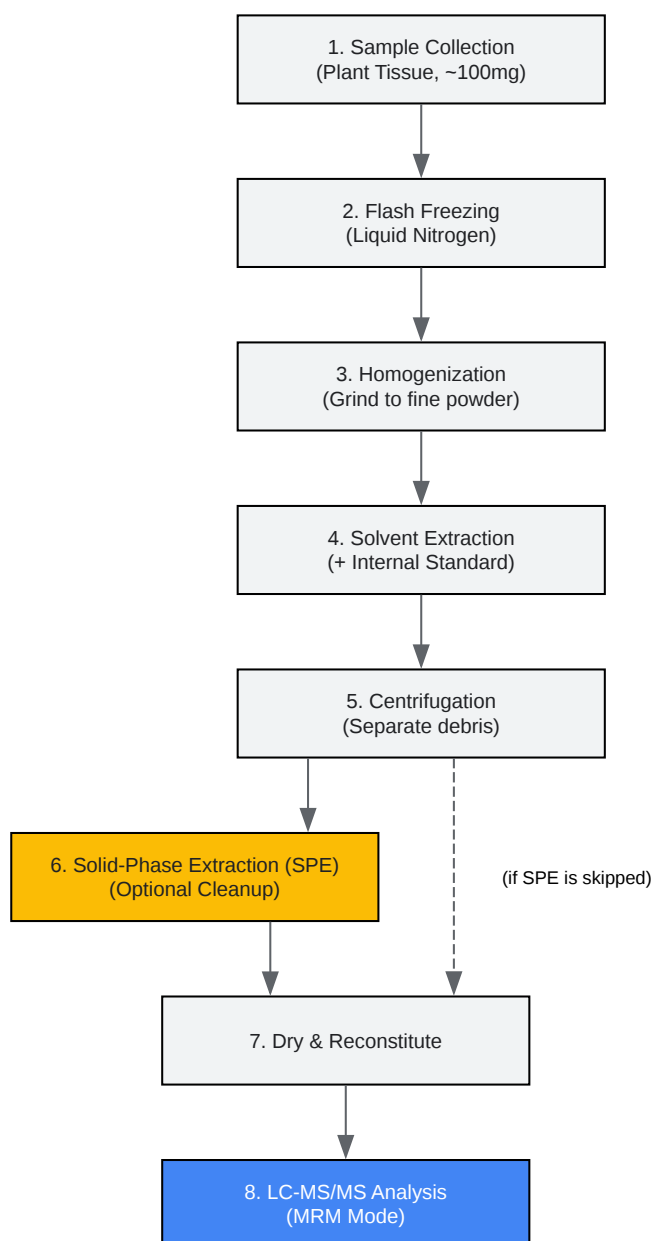 1. Sample Collection
(Plant Tissue, ~100mg)
2. Flash Freezing
(Liquid Nitrogen)
3. Homogenization
(Grind to fine powder)
4. Solvent Extraction
(+ Internal Standard)
5. Centrifugation
(Separate debris)
6. Solid-Phase Extraction (SPE)
(Optional Cleanup)
(if SPE is skipped)
7. Dry & Reconstitute
8. LC-MS/MS Analysis
(MRM Mode)